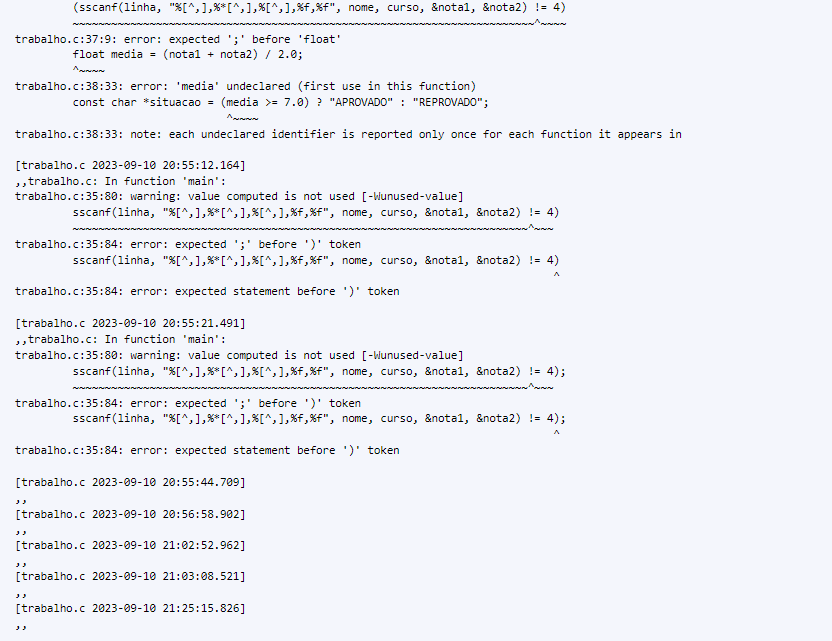 (sscanf(linha, "%[^,],%*[^,],%[^,],%f,%f", nome, curso, &nota1, &nota2) != 4)
~~~~~~~~~~~~~~~~~~~~~~~~~~~~~~~~~~~~~~~~~~~~~~~~~~~~~~~~~~~~~~~~~~~~~~~~^~~~~
trabalho.c:37:9: error: expected ';' before 'float'
float media = (nota1 + nota2) / 2.0;
^~~~~
trabalho.c:38:33: error: 'media' undeclared (first use in this function)
const char *situacao = (media >= 7.0) ? "APROVADO" : "REPROVADO";
^~~~~
trabalho.c:38:33: note: each undeclared identifier is reported only once for each function it appears in
[trabalho.c 2023-09-10 20:55:12.164]
,,trabalho.c: In function 'main':
trabalho.c:35:80: warning: value computed is not used [-Wunused-value]
sscanf(linha, "%[^,],%*[^,],%[^,],%f,%f", nome, curso, &nota1, &nota2) != 4)
~~~~~~~~~~~~~~~~~~~~~~~~~~~~~~~~~~~~~~~~~~~~~~~~~~~~~~~~~~~~~~~~~~~~~~~^~~~
trabalho.c:35:84: error: expected ';' before ')' token
sscanf(linha, "%[^,],%*[^,],%[^,],%f,%f", nome, curso, &nota1, &nota2) != 4)
^
trabalho.c:35:84: error: expected statement before ')' token
[trabalho.c 2023-09-10 20:55:21.491]
,,trabalho.c: In function 'main':
trabalho.c:35:80: warning: value computed is not used [-Wunused-value]
sscanf(linha, "%[^,],%*[^,],%[^,],%f,%f", nome, curso, &nota1, &nota2) != 4);
~~~~~~~~~~~~~~~~~~~~~~~~~~~~~~~~~~~~~~~~~~~~~~~~~~~~~~~~~~~~~~~~~~~~~~~^~~~
trabalho.c:35:84: error: expected ';' before ')' token
sscanf(linha, "%[^,],%*[^,],%[^,],%f,%f", nome, curso, &nota1, &nota2) != 4);
^
trabalho.c:35:84: error: expected statement before ')' token
[trabalho.c 2023-09-10 20:55:44.709]
,,
[trabalho.c 2023-09-10 20:56:58.902]
,,
[trabalho.c 2023-09-10 21:02:52.962]
,,
[trabalho.c 2023-09-10 21:03:08.521]
,,
[trabalho.c 2023-09-10 21:25:15.826]
,,